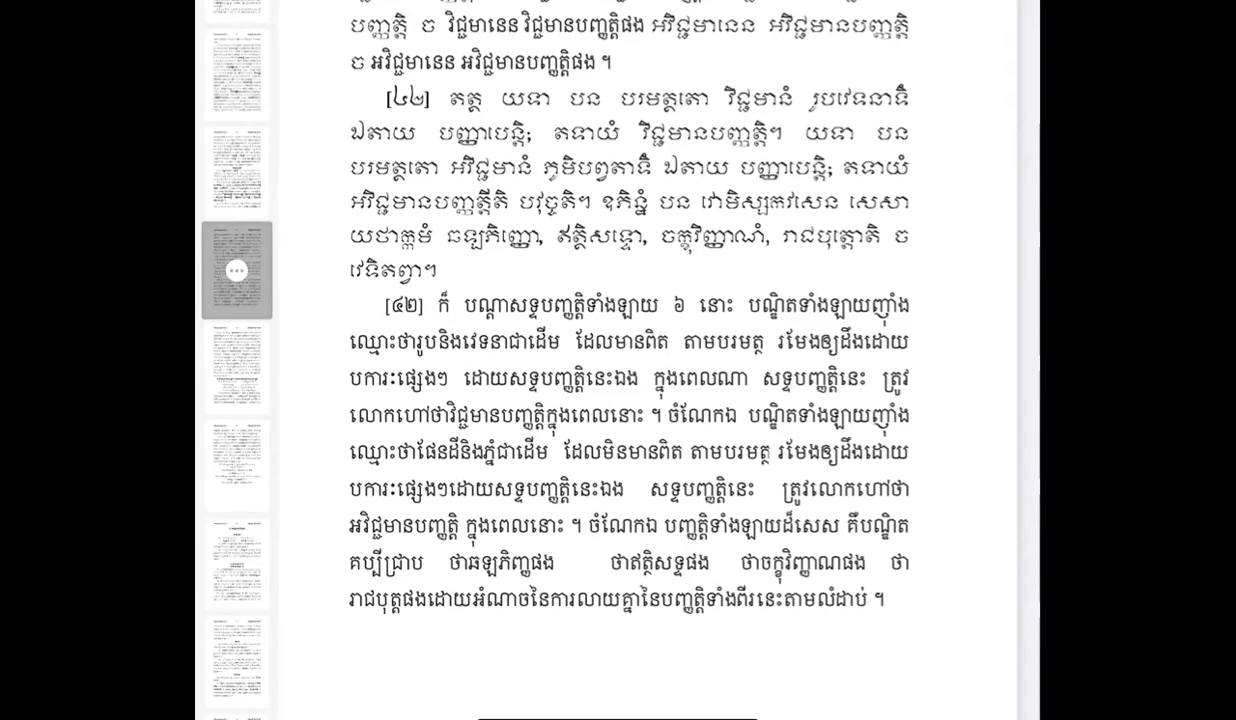 បញ្ញត្តិ ច វិជ្ជមានេន វិជ្ជមានបញ្ញត្តិផង អវិជ្ជមានេន អវិជ្ជមានបញ្ញត្តិ
ច អវិជ្ជមានេន អវិជ្ជមានបញ្ញត្តិផង ។
[៤២] តត្ថ យទា បន បរមត្ថតោ វិជ្ជមានំ រូបវេទនាទឹ
ឯតាយ បញ្ញាបេន្តិ; តទាយំ វិជ្ជមានបញ្ញត្តិ។ យទា បន
បរមត្ថតោ អវិជ្ជមានំ ភូមិបព្វតាទឹ ឯតាយ បញ្ញាបេន្តិ; តទាយំ
អវិជ្ជមានបញ្ញត្តីតិ បវុច្ចតិ។ ឧភិន្នំ បន វោមិស្សកវសេន សេសា
យថាក្កមំ ឆឡភិញ្ញោ, ឥត្ថិសទ្ទោ, ចក្ខុវិញ្ញាណំ, រាជបុត្តោតិ ច
វេទិតព្វា។
[៤២] ក៏ បណ្តាសទ្ទបញ្ញត្តិទាំងឡាយ ៦ នោះ បណ្ឌិតទាំងឡាយញ៉ាំង
ឈ្មោះថារូបនិងវេទនាជាដើម ដែលមានពិត តាមបរមត្ថ រមែងឲ្យដឹងដោយ
បការផ្សេងៗ ដោយសទ្ទបញ្ញត្តិនេះឯង ក្នុងពេលណា សទ្ទបញ្ញត្តិនេះ ត្រូវ
លោកហៅថាវិជ្ជមានបញ្ញត្តិក្នុងពេលនោះ ។ ចំណែកឯ បណ្ឌិតទាំងឡាយញ៉ាំង
ឈ្មោះថា ផែនដីនិងភ្នំជាដើម ដែលមិនមានពិត តាមបរមត្ថ រមែងឲ្យដឹងដោយ
បការៈផ្សេងៗដោយសទ្ទបញ្ញត្តិនេះឯង សទ្ទបញ្ញត្តិនេះ ត្រូវលោកហៅថា
អវិជ្ជមានបញ្ញត្តិ ក្នុងពេលនោះ ។ ចំណែកឯ បញ្ញត្តិទាំងឡាយដ៏សេស គឺបណ្ឌិត
គប្បីជ្រាប ថាឆឡភិញ្ញផង ថាឥត្ថិសទ្ទផង ថាចក្ខុវិញ្ញាណផង ថា
រាជបុត្តផងដោយអំណាចនៃការលាយគ្នានៃបញ្ញត្តិទាំងពីរនេះតាមលំដាប់ ។